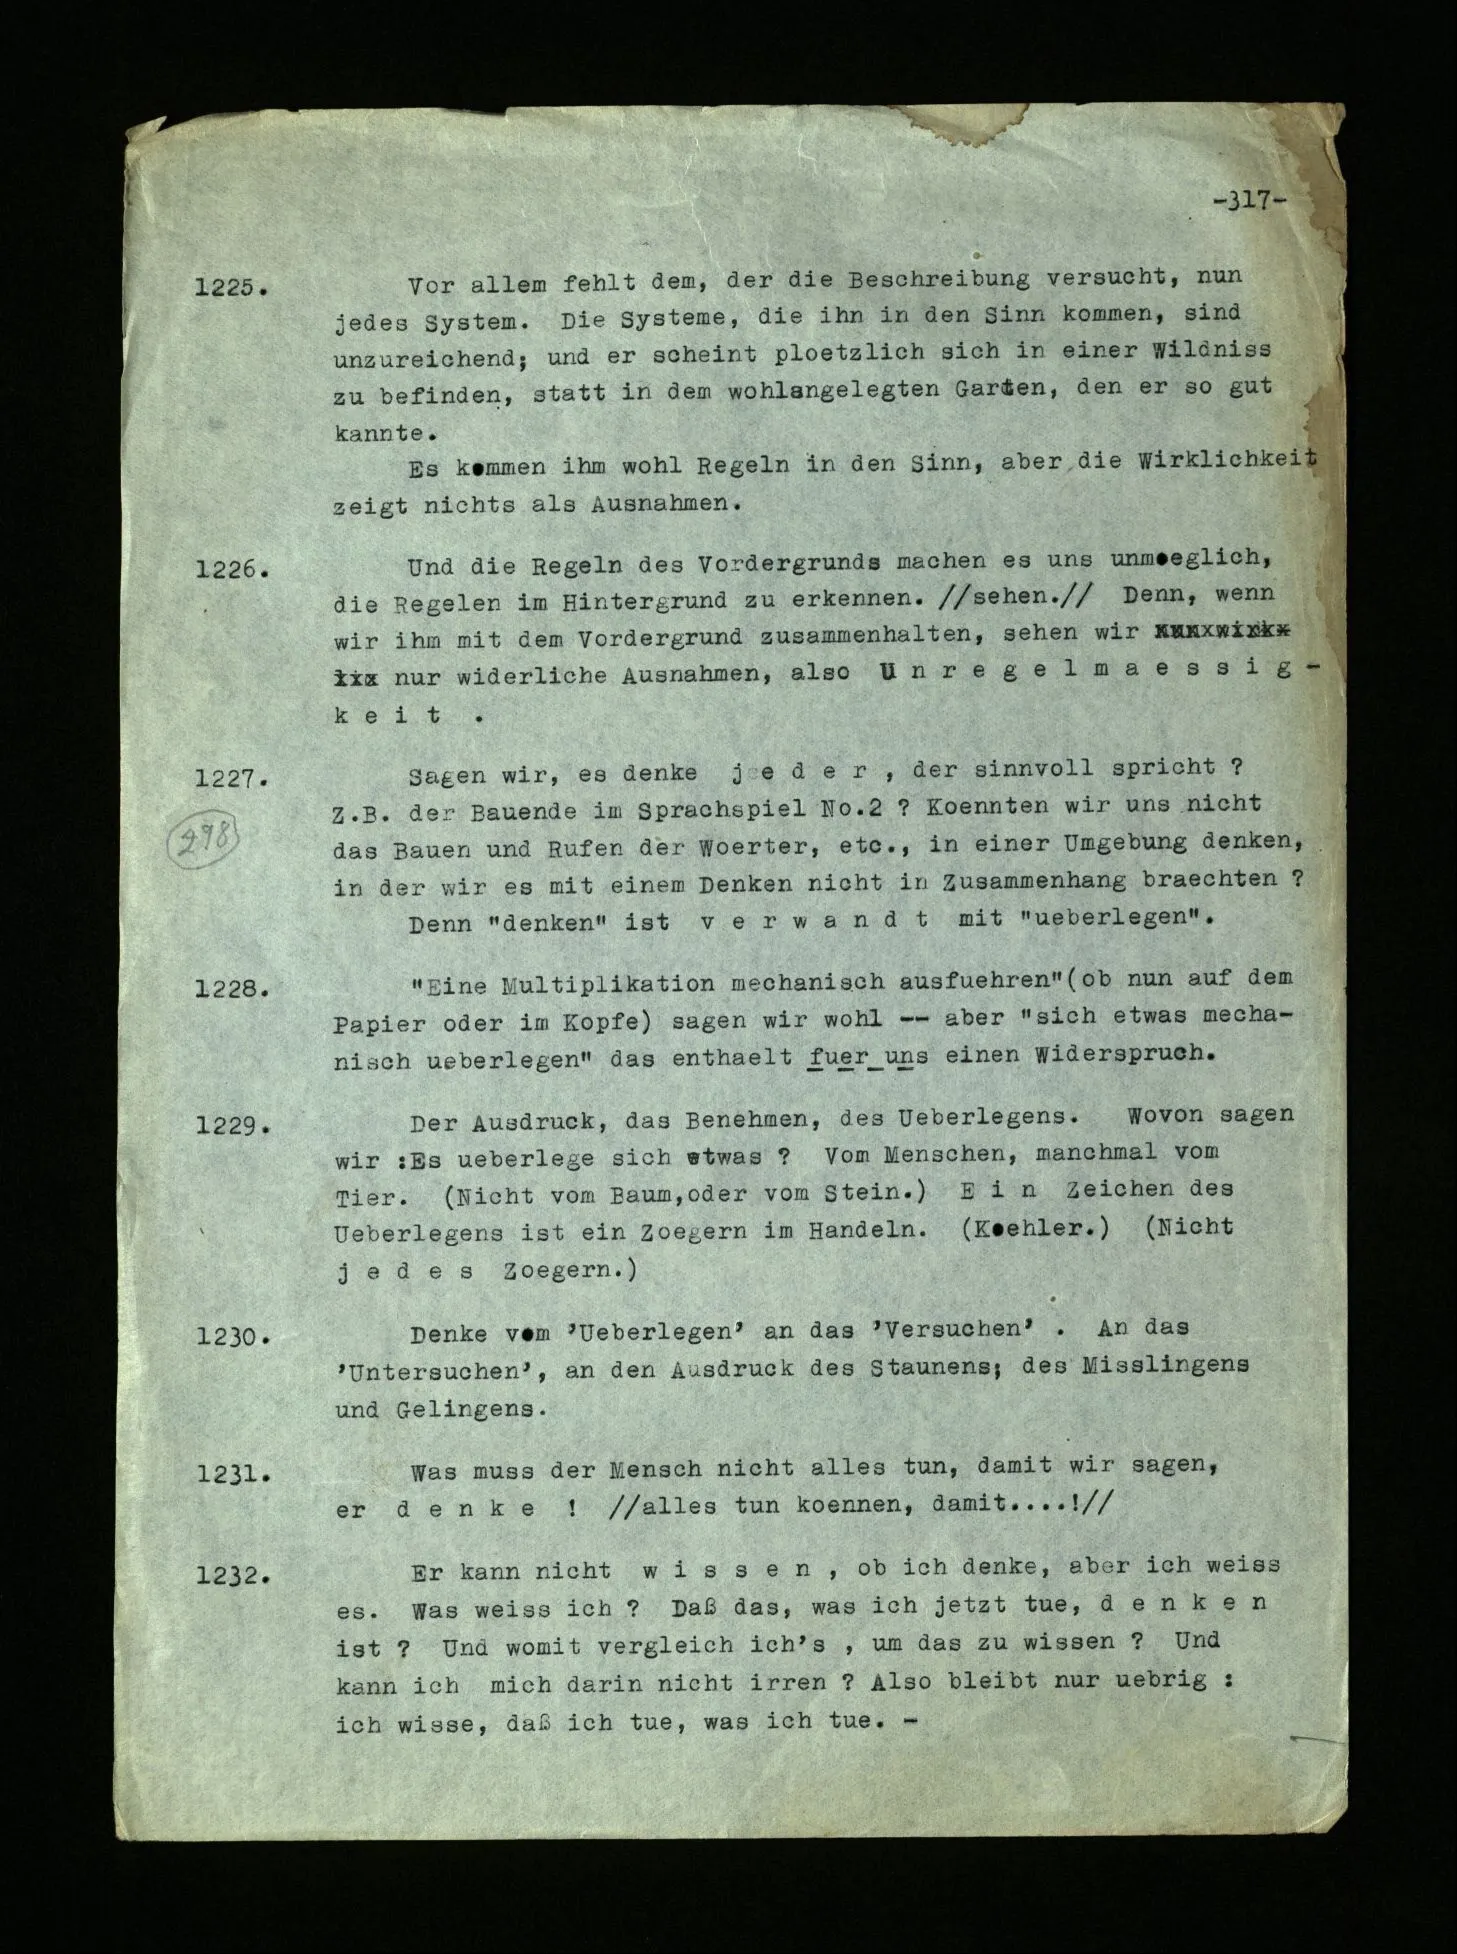 -317-
1225. Vor allem fehlt dem, der die Beschreibung versucht, nun
jedes System. Die Systeme, die ihn in den Sinn kommen, sind
unzureichend; und er scheint ploetzlich sich in einer Wildniss
zu befinden, statt in dem wohlangelegten Garten, den er so gut
kannte.
Es kommen ihm wohl Regeln in den Sinn, aber die Wirklichkeit
zeigt nichts als Ausnahmen.
1226. Und die Regeln des Vordergrunds machen es uns unmoeglich,
die Regelen im Hintergrund zu erkennen. //sehen.// Denn, wenn
wir ihm mit dem Vordergrund zusammenhalten, sehen wir
nur widerliche Ausnahmen, also U n r e g e l m a e s s i g -
k e i t .
1227. Sagen wir, es denke j e d e r , der sinnvoll spricht ?
Z.B. der Bauende im Sprachspiel No.2 ? Koennten wir uns nicht
298
das Bauen und Rufen der Woerter, etc., in einer Umgebung denken,
in der wir es mit einem Denken nicht in Zusammenhang braechten ?
Denn "denken" ist v e r w a n d t mit "ueberlegen".
1228. "Eine Multiplikation mechanisch ausfuehren"(ob nun auf dem
Papier oder im Kopfe) sagen wir wohl -- aber "sich etwas mecha-
nisch ueberlegen" das enthaelt fuer uns einen Widerspruch.
1229. Der Ausdruck, das Benehmen, des Ueberlegens. Wovon sagen
wir :Es ueberlege sich etwas ? Vom Menschen, manchmal vom
Tier. (Nicht vom Baum,oder vom Stein.) E i n Zeichen des
Ueberlegens ist ein Zoegern im Handeln. (Koehler.) (Nicht
j e d e s Zoegern.)
1230. Denke vom 'Ueberlegen' an das 'Versuchen' . An das
'Untersuchen', an den Ausdruck des Staunens; des Misslingens
und Gelingens.
1231. Was muss der Mensch nicht alles tun, damit wir sagen,
er d e n k e ! //alles tun koennen, damit....!//
1232. Er kann nicht w i s s e n , ob ich denke, aber ich weiss
es. Was weiss ich ? Daß das, was ich jetzt tue, d e n k e n
ist ? Und womit vergleich ich's , um das zu wissen ? Und
kann ich mich darin nicht irren ? Also bleibt nur uebrig :
ich wisse, daß ich tue, was ich tue. -